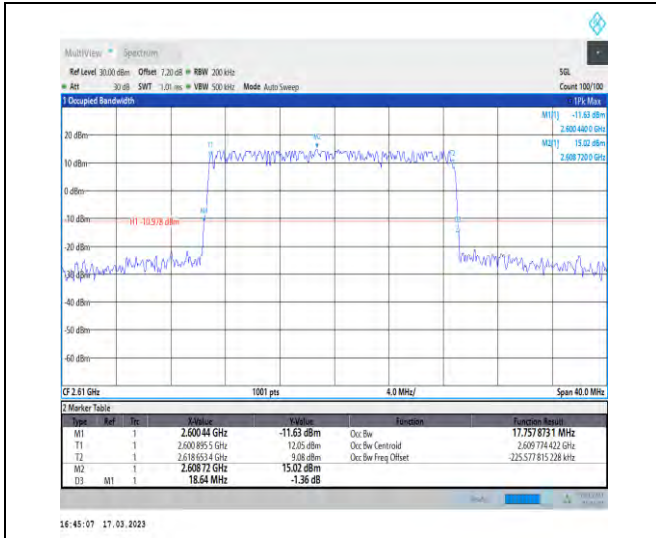 MultiView Spectrum
Ref Level 30.00 dBm Offset 7.20 dB RBW 200 kHz SGL
Att 30 dB SWT 1.01 ms VBW 500 kHz Mode Auto Sweep Count 100/100
1 Occupied Bandwidth 1Pk Max
M1[1] -11.63 dBm
2.600 440 0 GHz
M2[1] 15.02 dBm
2.608 720 0 GHz
20 dBm
T1
M2
T2
10 dBm
0 dBm
M1
-10 dBm
H1 -10.978 dBm
-20 dBm
-30 dBm
-40 dBm
-50 dBm
-60 dBm
CF 2.61 GHz 1001 pts 4.0 MHz/ Span 40.0 MHz
2 Marker Table
Type Ref Trc X-Value Y-Value Function Function Result
M1 1 2.600 44 GHz -11.63 dBm Occ Bw 17.757 873 1 MHz
T1 1 2.600 895 5 GHz 12.05 dBm Occ Bw Centroid 2.609 774 422 GHz
T2 1 2.618 653 4 GHz 9.08 dBm Occ Bw Freq Offset -225.577 815 228 kHz
M2 1 2.608 72 GHz 15.02 dBm
D3 M1 1 18.64 MHz -1.36 dB
16:45:07 17.03.2023